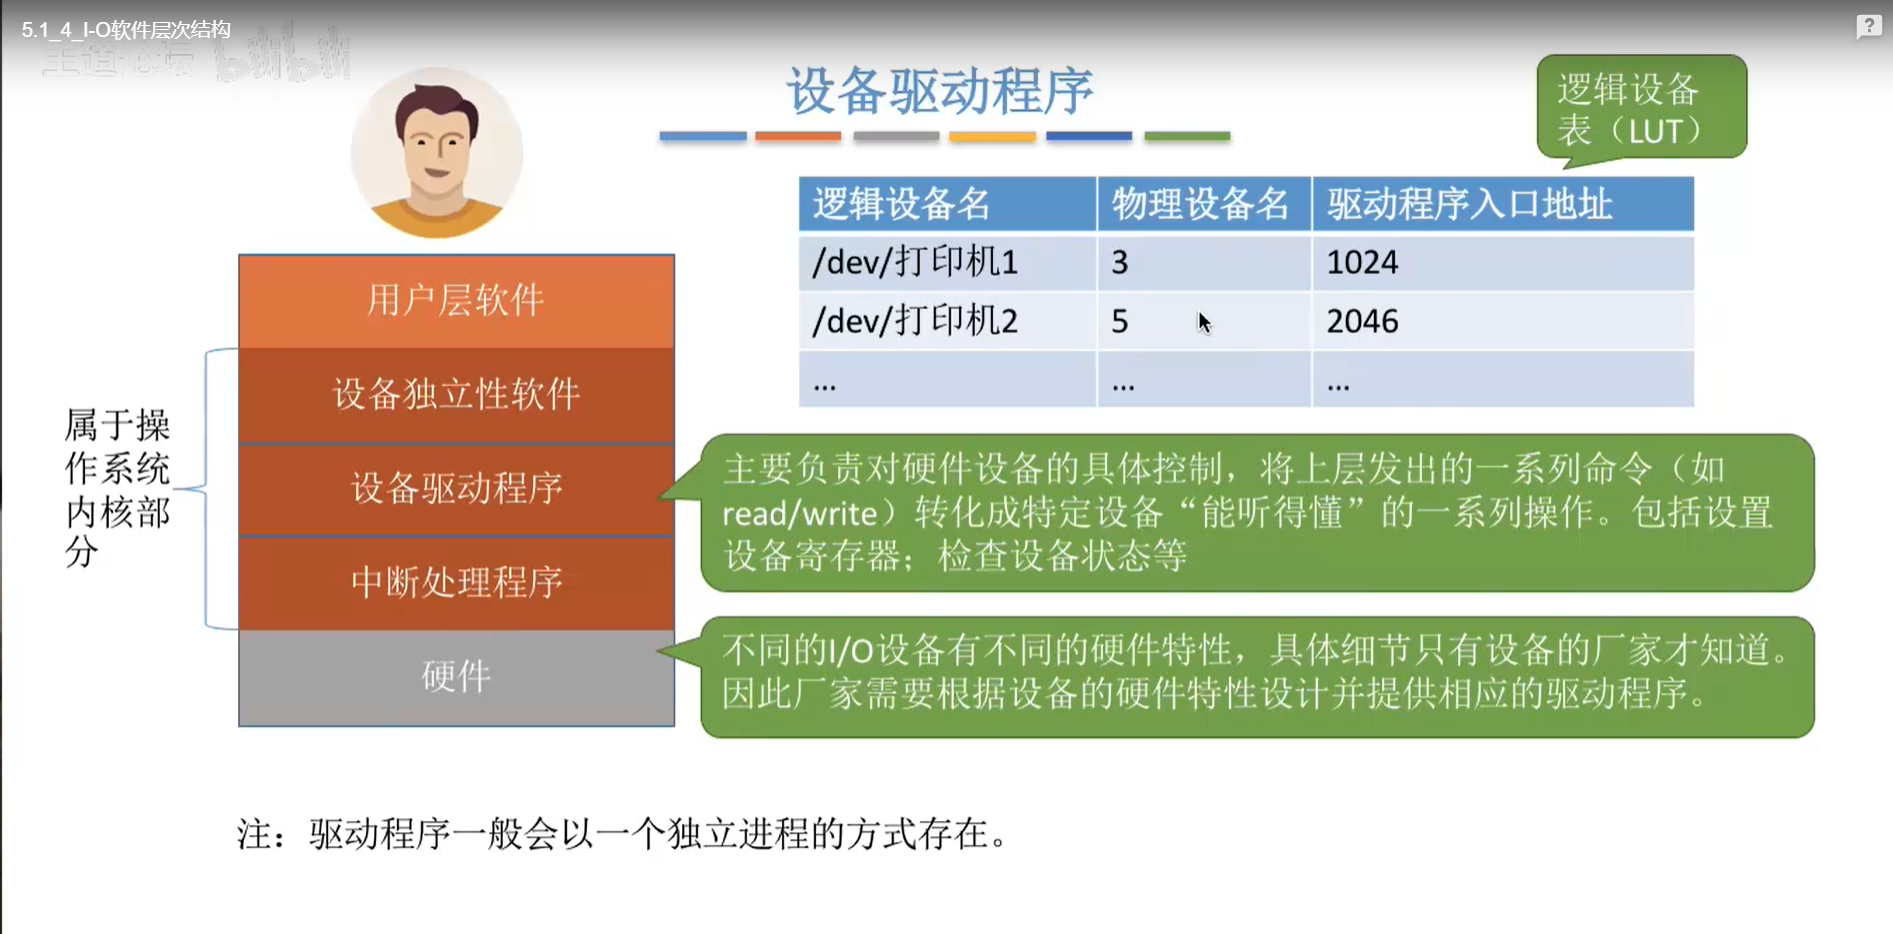 5.1_4_I-O软件层次结构
王道论坛 bilibili
设备驱动程序
逻辑设备
表（LUT）
逻辑设备名 物理设备名 驱动程序入口地址
/dev/打印机1 3 1024
/dev/打印机2 5 2046
... ... ...
用户层软件
设备独立性软件
设备驱动程序
中断处理程序
硬件
属于操
作系统
内核部
分
主要负责对硬件设备的具体控制，将上层发出的一系列命令（如
read/write）转化成特定设备“能听得懂”的一系列操作。包括设置
设备寄存器；检查设备状态等
不同的I/O设备有不同的硬件特性，具体细节只有设备的厂家才知道。
因此厂家需要根据设备的硬件特性设计并提供相应的驱动程序。
注：驱动程序一般会以一个独立进程的方式存在。
?